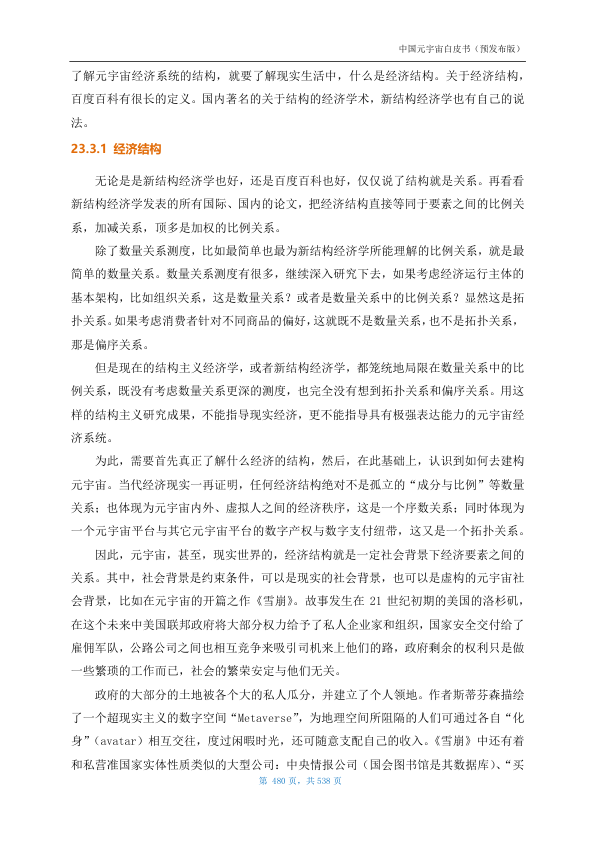 中国元宇宙白皮书（预发布版）
了解元宇宙经济系统的结构，就要了解现实生活中，什么是经济结构。关于经济结构，
百度百科有很长的定义。国内著名的关于结构的经济学术，新结构经济学也有自己的说
法。
23.3.1 经济结构
无论是是新结构经济学也好，还是百度百科也好，仅仅说了结构就是关系。再看看
新结构经济学发表的所有国际、国内的论文，把经济结构直接等同于要素之间的比例关
系，加减关系，顶多是加权的比例关系。
除了数量关系测度，比如最简单也最为新结构经济学所能理解的比例关系，就是最
简单的数量关系。数量关系测度有很多，继续深入研究下去，如果考虑经济运行主体的
基本架构，比如组织关系，这是数量关系？或者是数量关系中的比例关系？显然这是拓
扑关系。如果考虑消费者针对不同商品的偏好，这就既不是数量关系，也不是拓扑关系，
那是偏序关系。
但是现在的结构主义经济学，或者新结构经济学，都笼统地局限在数量关系中的比
例关系，既没有考虑数量关系更深的测度，也完全没有想到拓扑关系和偏序关系。用这
样的结构主义研究成果，不能指导现实经济，更不能指导具有极强表达能力的元宇宙经
济系统。
为此，需要首先真正了解什么经济的结构，然后，在此基础上，认识到如何去建构
元宇宙。当代经济现实一再证明，任何经济结构绝对不是孤立的“成分与比例”等数量
关系；也体现为元宇宙内外、虚拟人之间的经济秩序，这是一个序数关系；同时体现为
一个元宇宙平台与其它元宇宙平台的数字产权与数字支付纽带，这又是一个拓扑关系。
因此，元宇宙，甚至，现实世界的，经济结构就是一定社会背景下经济要素之间的
关系。其中，社会背景是约束条件，可以是现实的社会背景，也可以是虚构的元宇宙社
会背景，比如在元宇宙的开篇之作《雪崩》。故事发生在 21 世纪初期的美国的洛杉矶，
在这个未来中美国联邦政府将大部分权力给予了私人企业家和组织，国家安全交付给了
雇佣军队，公路公司之间也相互竞争来吸引司机来上他们的路，政府剩余的权利只是做
一些繁琐的工作而已，社会的繁荣安定与他们无关。
政府的大部分的土地被各个大的私人瓜分，并建立了个人领地。作者斯蒂芬森描绘
了一个超现实主义的数字空间“Metaverse”，为地理空间所阻隔的人们可通过各自“化
身”（avatar）相互交往，度过闲暇时光，还可随意支配自己的收入。《雪崩》中还有着
和私营准国家实体性质类似的大型公司：中央情报公司（国会图书馆是其数据库）、“买
第 480 页，共 538 页